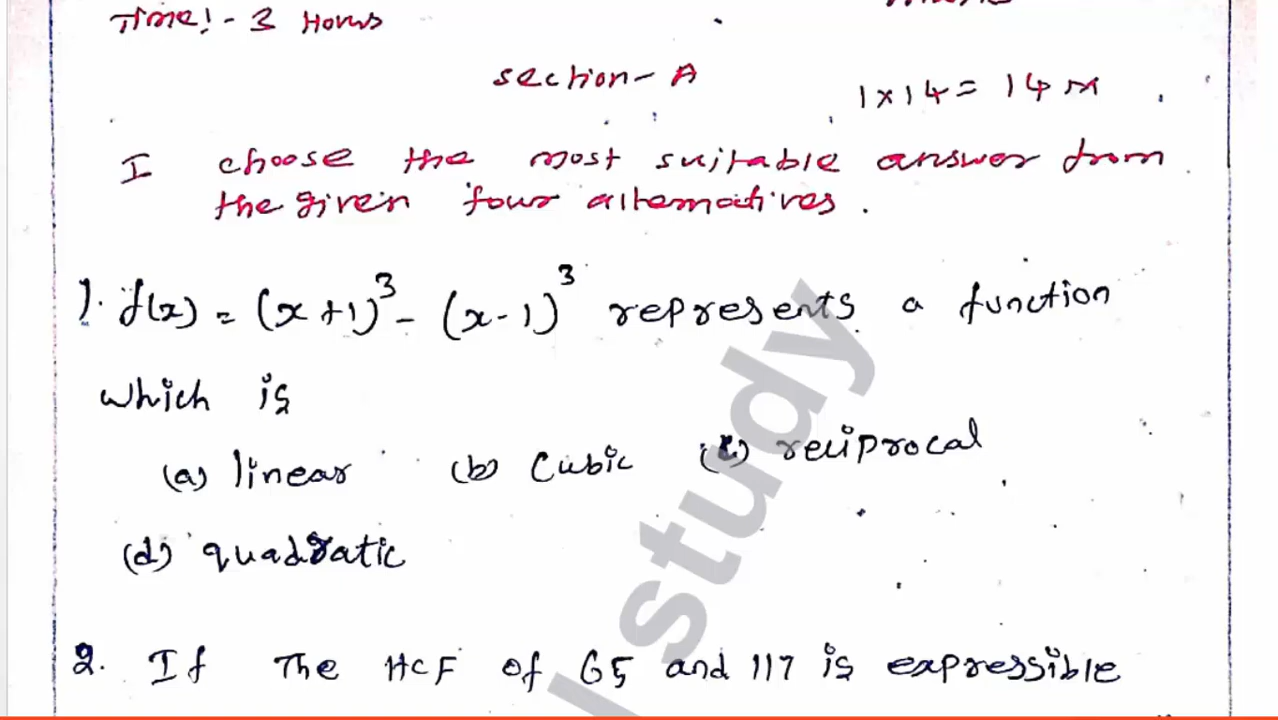 Time! - 3 Hours
section - A
1 x 14 = 14 M
I choose the most suitable answer from
the given four alternatives.
1. f(x) = (x+1)³ - (x-1)³ represents a function
which is
(a) linear (b) Cubic (c) reciprocal
(d) quadratic
study
2. If The HCF of 65 and 117 is expressible